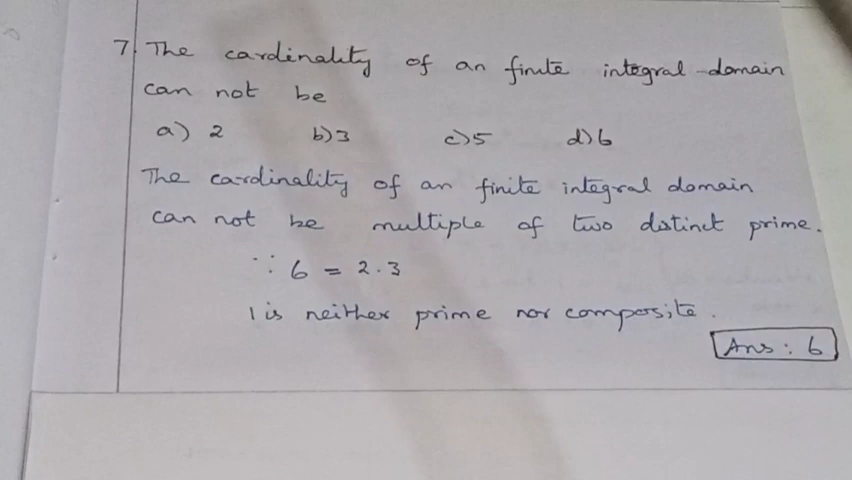 7. The cardinality of an finite integral domain
can not be
a) 2 b) 3 c) 5 d) 6
The cardinality of an finite integral domain
can not be multiple of two distinct prime.
∵ 6 = 2.3
1 is neither prime nor composite.
Ans: 6